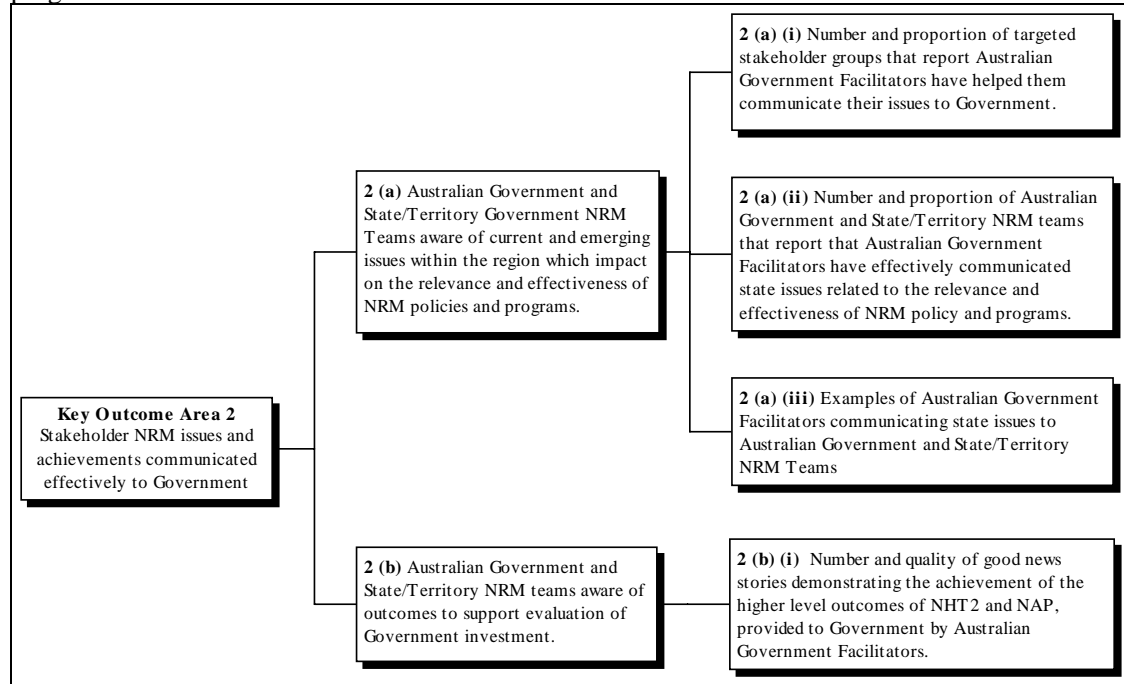 2 (a) (i) Number and proportion of targeted
stakeholder groups that report Australian
Government Facilitators have helped them
communicate their issues to Government.
2 (a) Australian Government and
State/Territory Government NRM
Teams aware of current and emerging
issues within the region which impact
on the relevance and effectiveness of
NRM policies and programs.
2 (a) (ii) Number and proportion of Australian
Government and State/Territory NRM teams
that report that Australian Government
Facilitators have effectively communicated
state issues related to the relevance and
effectiveness of NRM policy and programs.
2 (a) (iii) Examples of Australian Government
Facilitators communicating state issues to
Australian Government and State/Territory
NRM Teams
Key Outcome Area 2
Stakeholder NRM issues and
achievements communicated
effectively to Government
2 (b) Australian Government and
State/Territory NRM teams aware of
outcomes to support evaluation of
Government investment.
2 (b) (i) Number and quality of good news
stories demonstrating the achievement of the
higher level outcomes of NHT2 and NAP,
provided to Government by Australian
Government Facilitators.